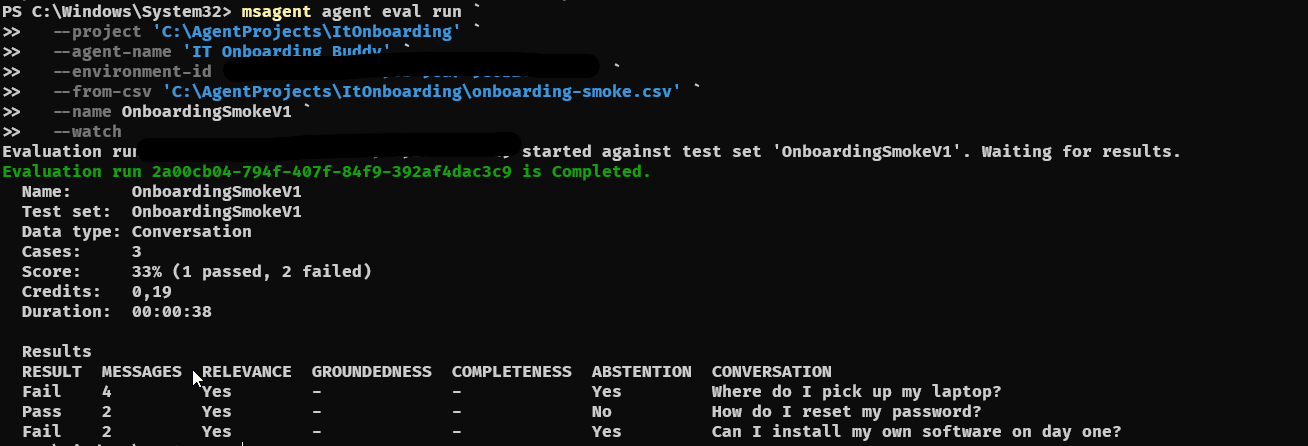 PS C:\Windows\System32> msagent agent eval run `
>>   --project 'C:\AgentProjects\ItOnboarding' `
>>   --agent-name 'IT Onboarding Buddy' `
>>   --environment-id `
>>   --from-csv 'C:\AgentProjects\ItOnboarding\onboarding-smoke.csv' `
>>   --name OnboardingSmokeV1 `
>>   --watch
Evaluation run started against test set 'OnboardingSmokeV1'. Waiting for results.
Evaluation run 2a00cb04-794f-407f-84f9-392af4dac3c9 is Completed.
Name: OnboardingSmokeV1
Test set: OnboardingSmokeV1
Data type: Conversation
Cases: 3
Score: 33% (1 passed, 2 failed)
Credits: 0,19
Duration: 00:00:38
Results
RESULT MESSAGES RELEVANCE GROUNDEDNESS COMPLETENESS ABSTENTION CONVERSATION
Fail 4 Yes – – Yes Where do I pick up my laptop?
Pass 2 Yes – – No How do I reset my password?
Fail 2 Yes – – Yes Can I install my own software on day one?